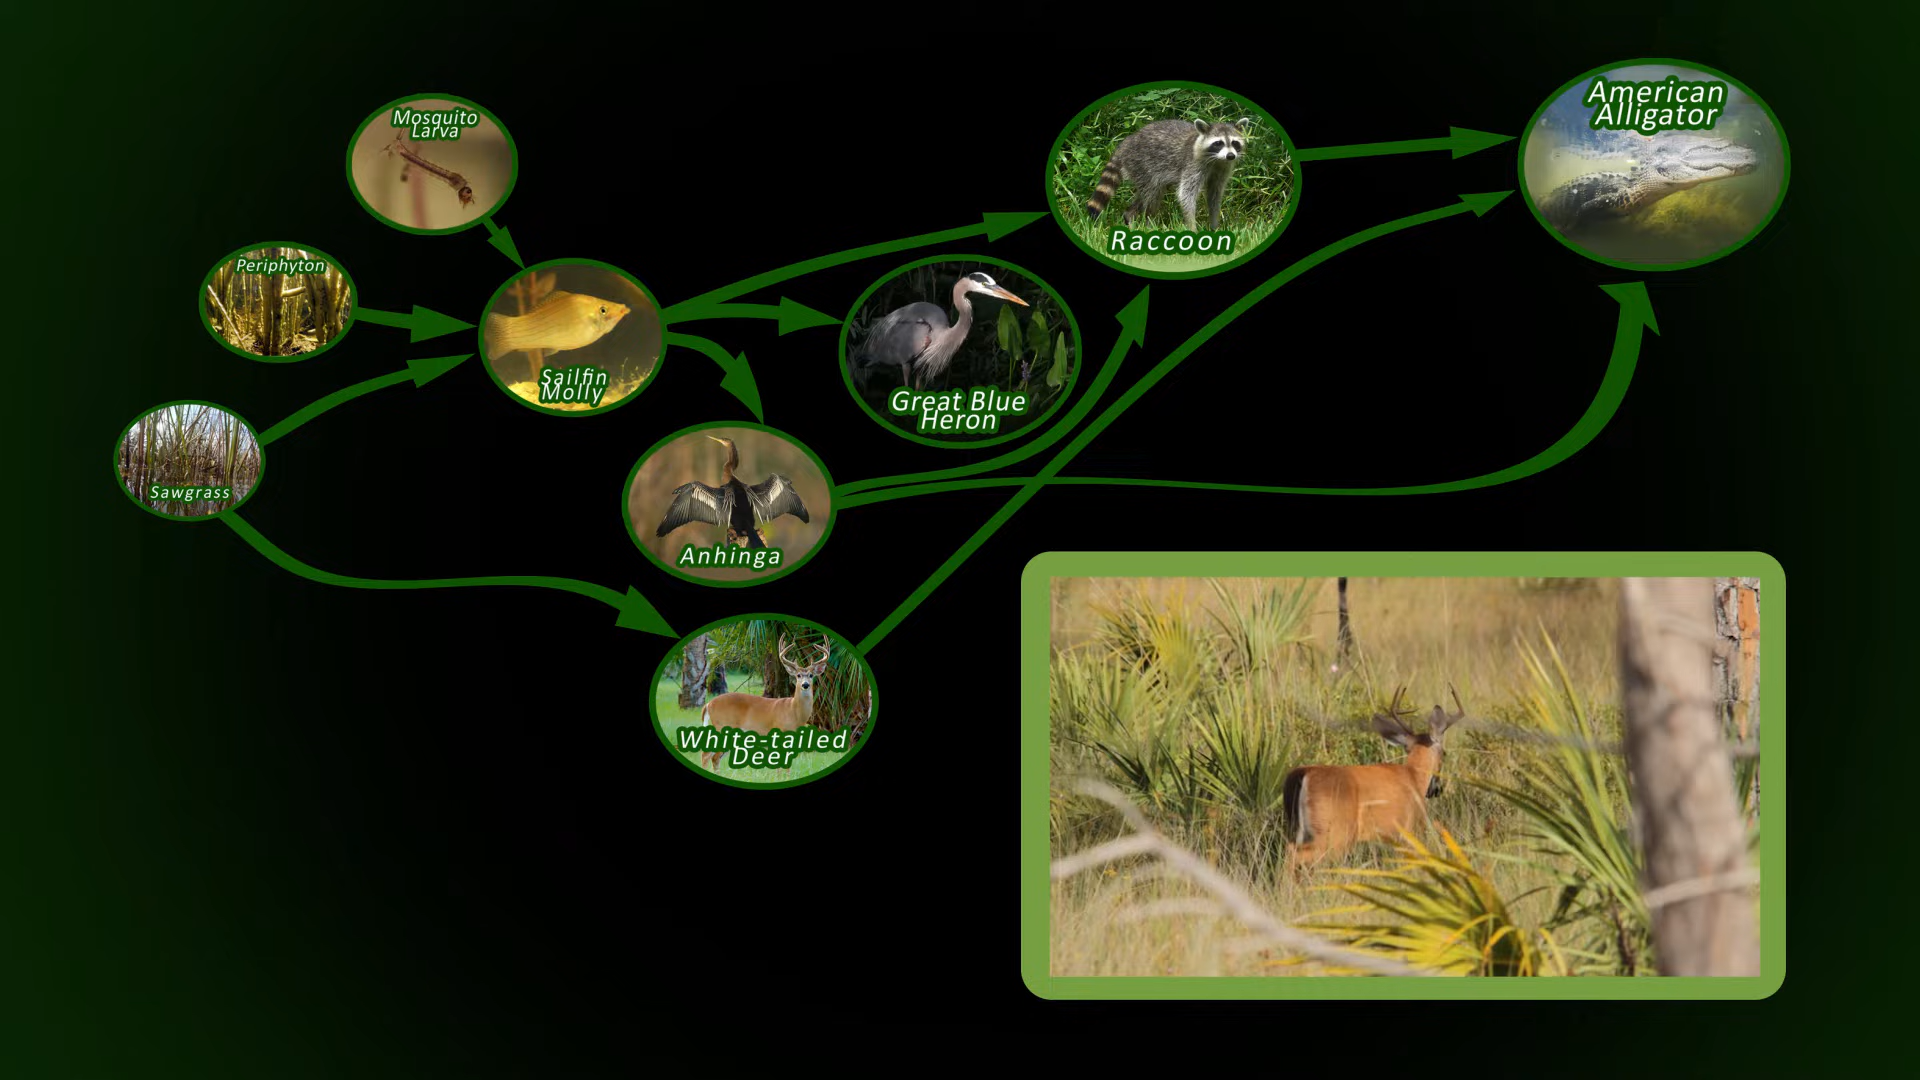 Mosquito
Larva
American
Alligator
Raccoon
Periphyton
Sailfin
Molly
Great Blue
Heron
Sawgrass
Anhinga
White-tailed
Deer